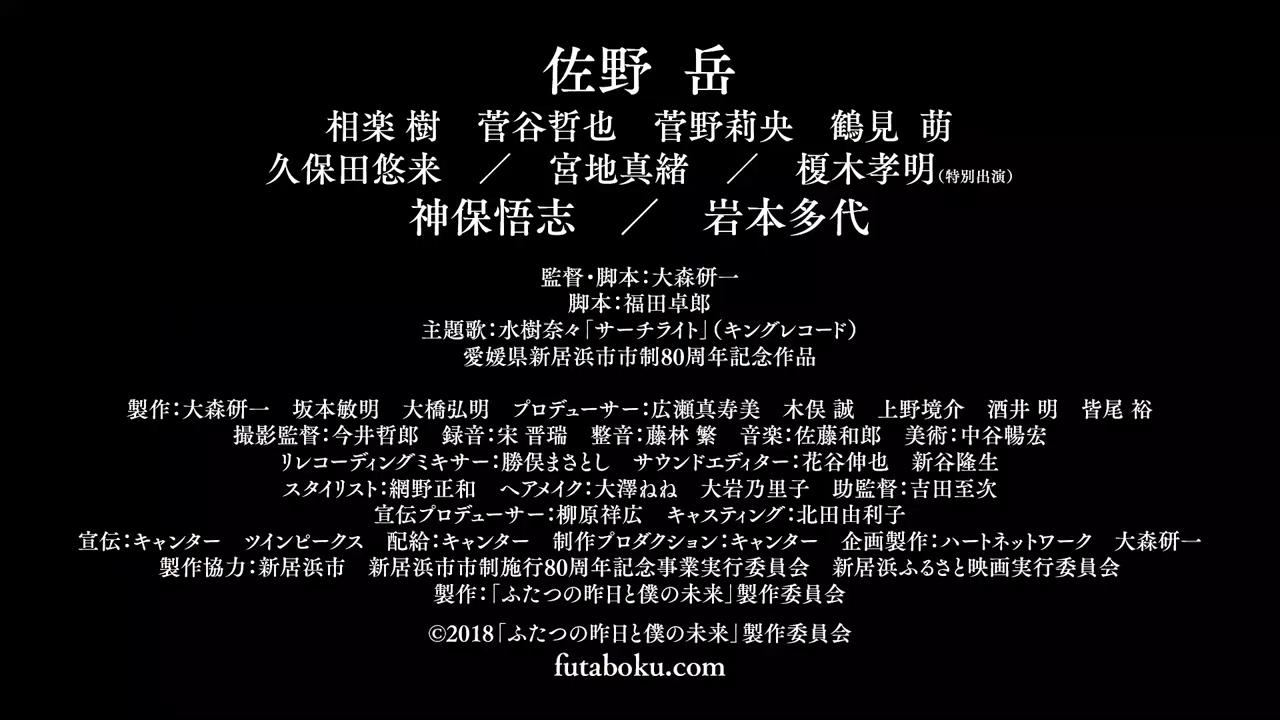 佐野 岳
相楽 樹　菅谷哲也　菅野莉央　鶴見 萌
久保田悠来　／　宮地真緒　／　榎木孝明（特別出演）
神保悟志　／　岩本多代
監督・脚本：大森研一
脚本：福田卓郎
主題歌：水樹奈々「サーチライト」（キングレコード）
愛媛県新居浜市市制80周年記念作品
製作：大森研一　坂本敏明　大橋弘明　プロデューサー：広瀬真寿美　木俣 誠　上野境介　酒井 明　皆尾 裕
撮影監督：今井哲郎　録音：宋 晋瑞　整音：藤林 繁　音楽：佐藤和郎　美術：中谷暢宏
リレコーディングミキサー：勝俣まさとし　サウンドエディター：花谷伸也　新谷隆生
スタイリスト：網野正和　ヘアメイク：大澤ねね　大岩乃里子　助監督：吉田至次
宣伝プロデューサー：柳原祥広　キャスティング：北田由利子
宣伝：キャンター　ツインピークス　配給：キャンター　制作プロダクション：キャンター　企画製作：ハートネットワーク　大森研一
製作協力：新居浜市　新居浜市市制施行80周年記念事業実行委員会　新居浜ふるさと映画実行委員会
製作：「ふたつの昨日と僕の未来」製作委員会
©2018「ふたつの昨日と僕の未来」製作委員会
futaboku.com